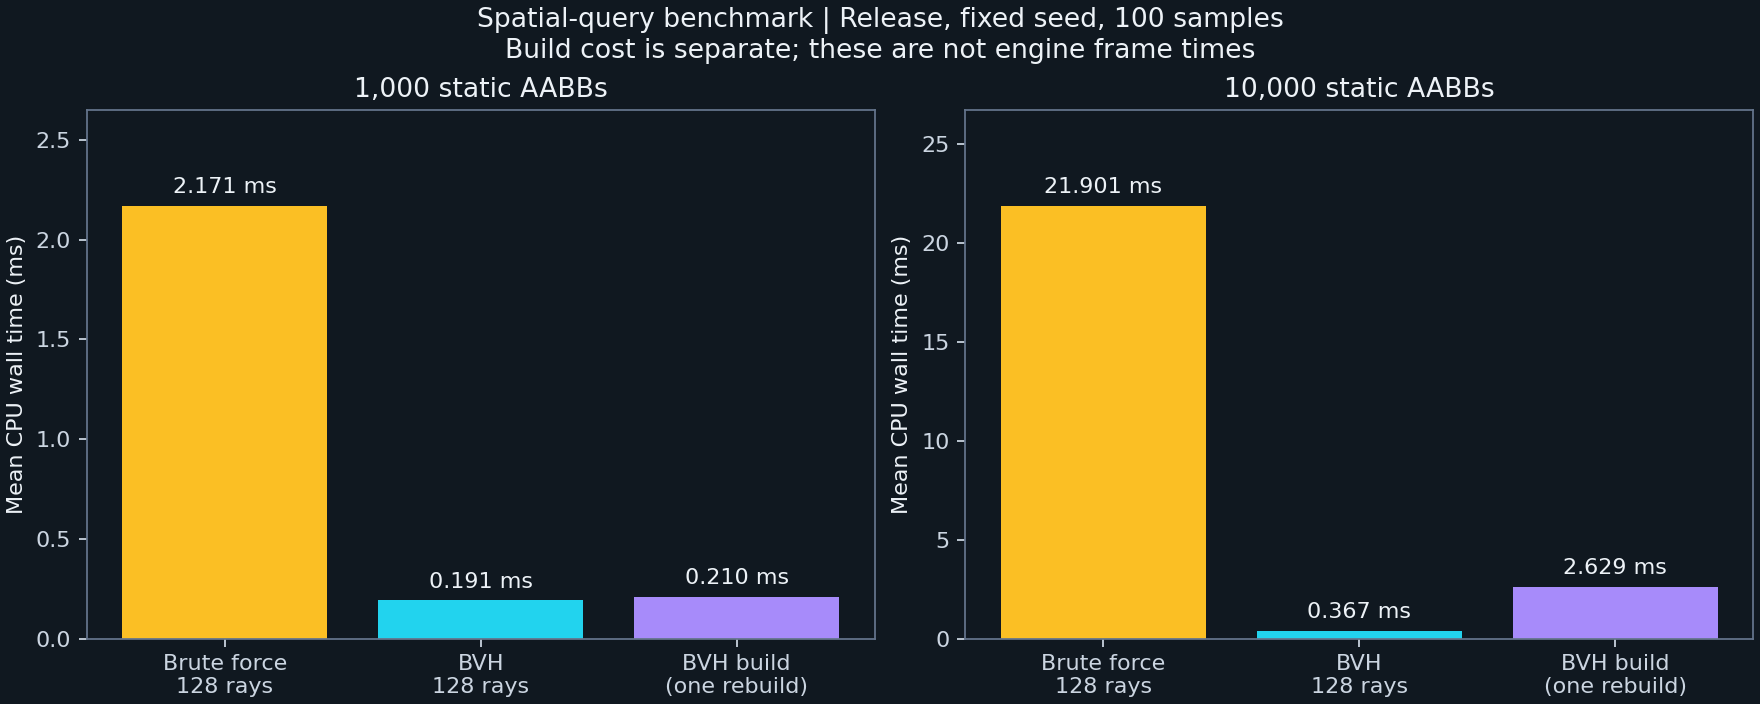 Spatial-query benchmark | Release, fixed seed, 100 samples
Build cost is separate; these are not engine frame times
1,000 static AABBs
Mean CPU wall time (ms)
2.5
2.0
1.5
1.0
0.5
0.0
2.171 ms
0.191 ms
0.210 ms
Brute force
128 rays
BVH
128 rays
BVH build
(one rebuild)
10,000 static AABBs
Mean CPU wall time (ms)
25
20
15
10
5
0
21.901 ms
0.367 ms
2.629 ms
Brute force
128 rays
BVH
128 rays
BVH build
(one rebuild)